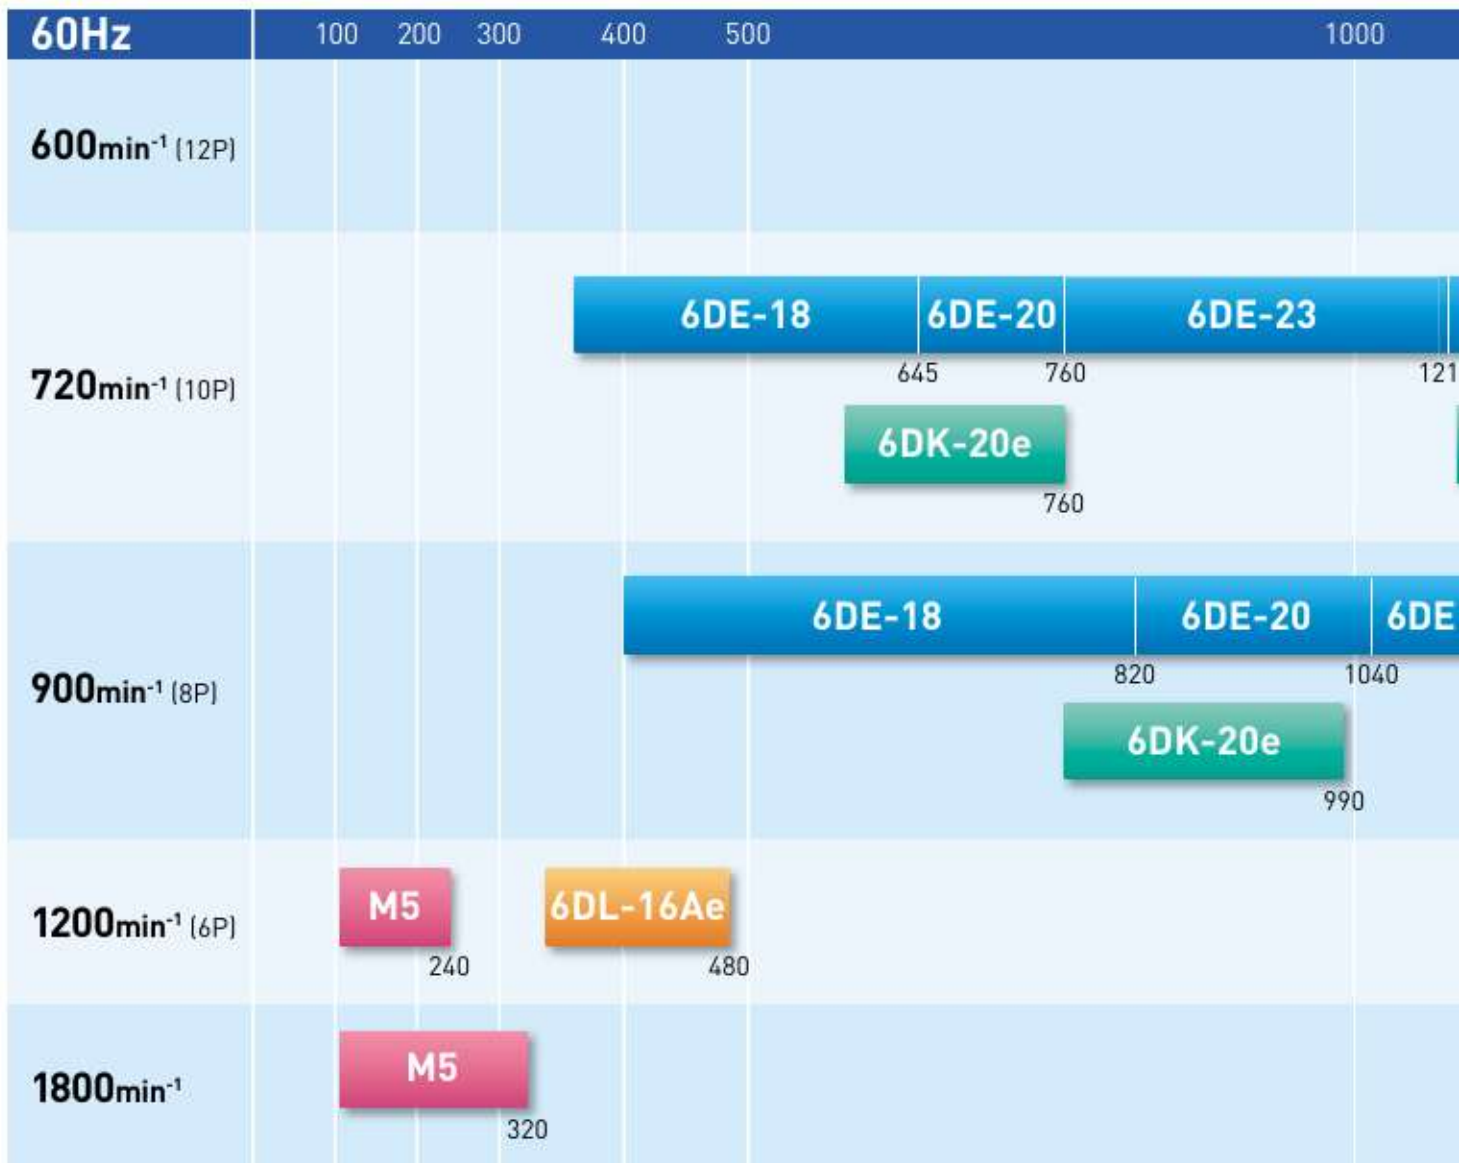 60Hz 100 200 300 400 500 1000
600min⁻¹ (12P)
6DE-18 6DE-20 6DE-23
645 760 121
720min⁻¹ (10P)
6DK-20e
760
6DE-18 6DE-20 6DE
820 1040
900min⁻¹ (8P)
6DK-20e
990
M5 6DL-16Ae
1200min⁻¹ (6P)
240 480
M5
1800min⁻¹
320